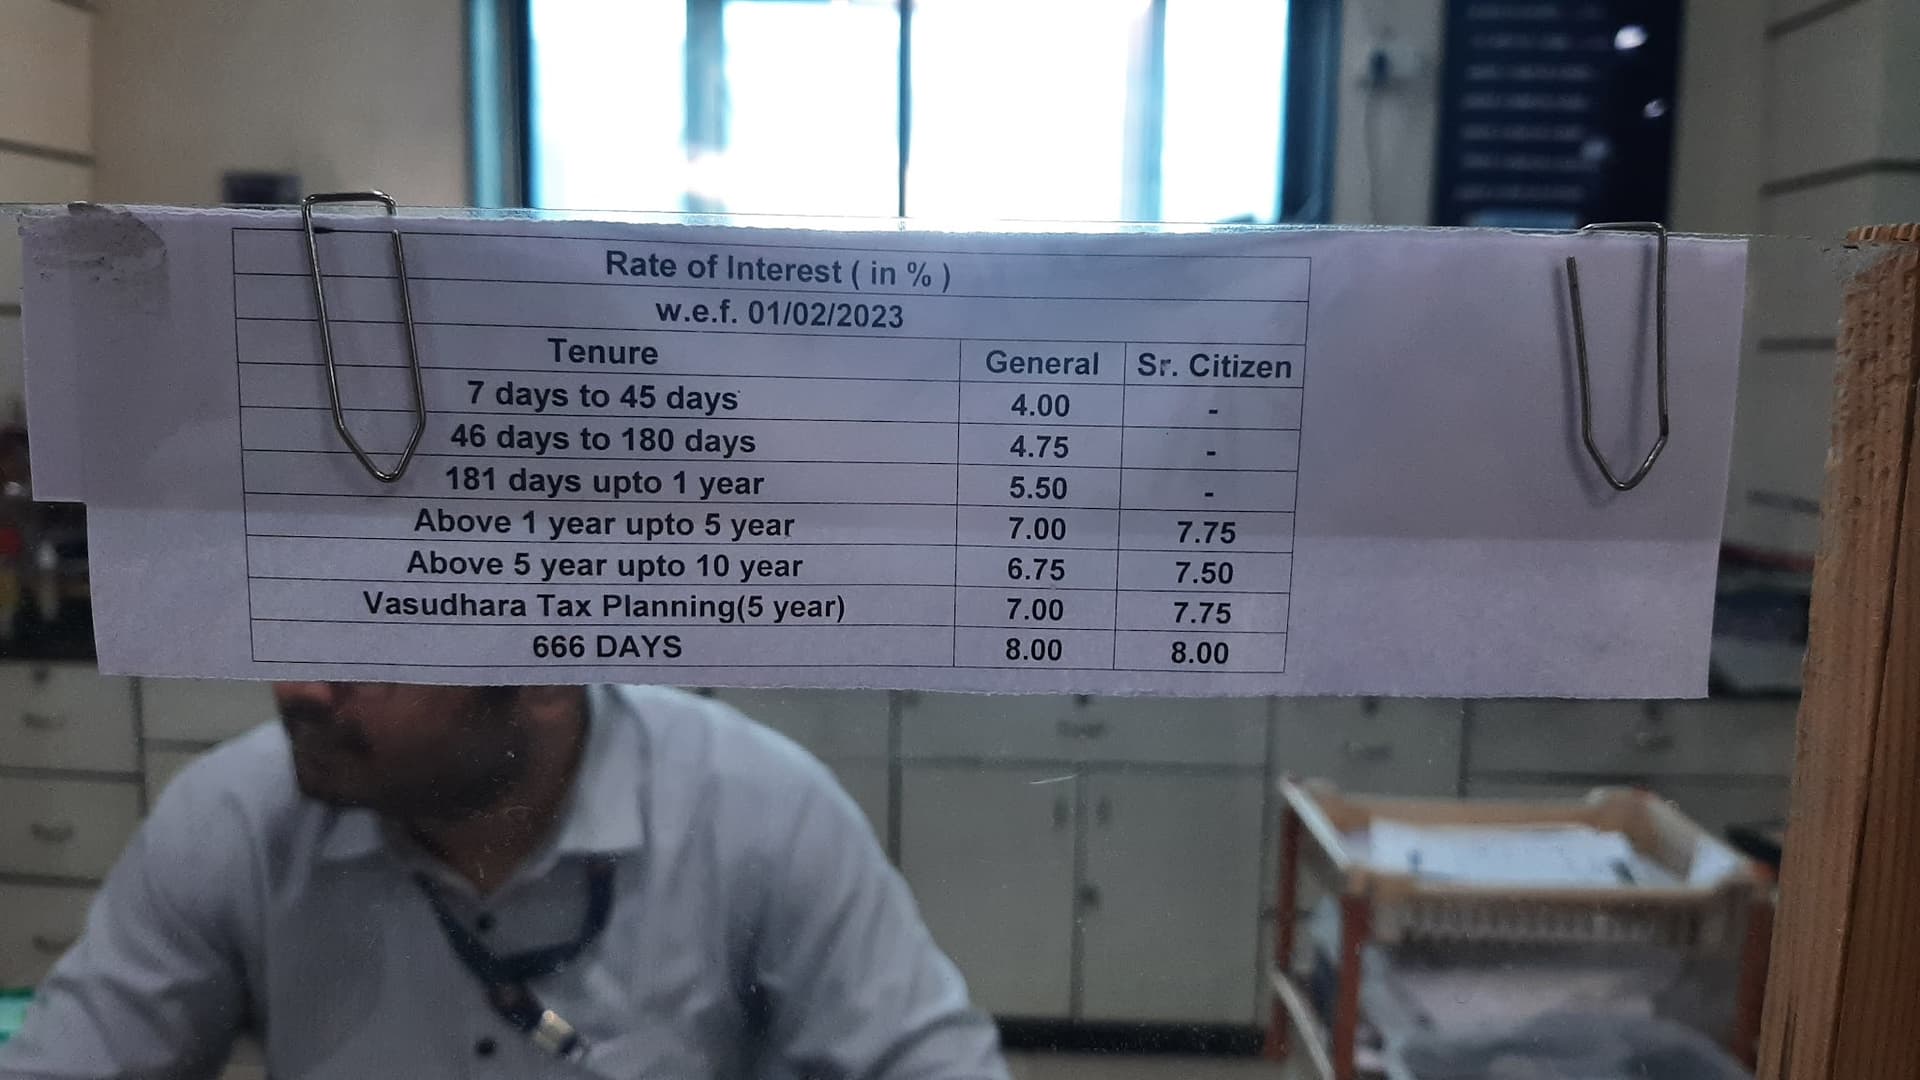 Rate of Interest ( in % )
w.e.f. 01/02/2023
Tenure General Sr. Citizen
7 days to 45 days 4.00 -
46 days to 180 days 4.75 -
181 days upto 1 year 5.50 -
Above 1 year upto 5 year 7.00 7.75
Above 5 year upto 10 year 6.75 7.50
Vasudhara Tax Planning(5 year) 7.00 7.75
666 DAYS 8.00 8.00